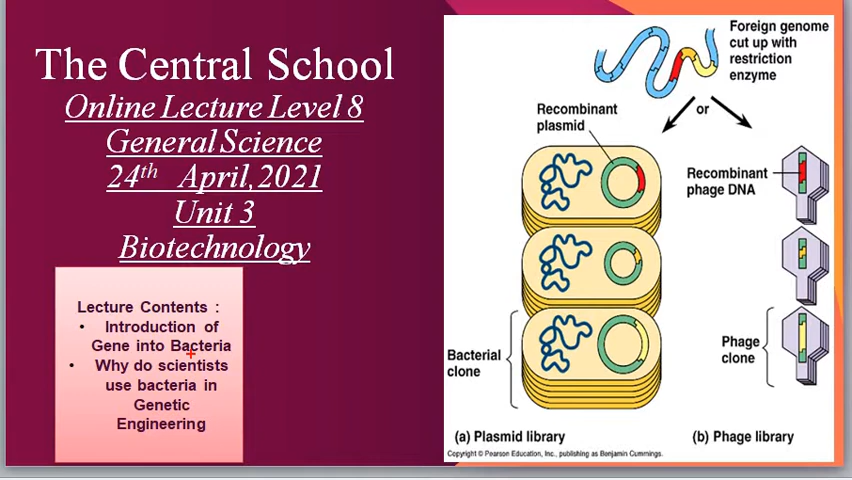 The Central School
Online Lecture Level 8
General Science
24th April, 2021
Unit 3
Biotechnology
Lecture Contents :
• Introduction of
Gene into Bacteria
• Why do scientists
use bacteria in
Genetic
Engineering
Foreign genome
cut up with
restriction
enzyme
or
Recombinant
plasmid
Recombinant
phage DNA
Bacterial
clone
Phage
clone
(a) Plasmid library
(b) Phage library
Copyright © Pearson Education, Inc., publishing as Benjamin Cummings.